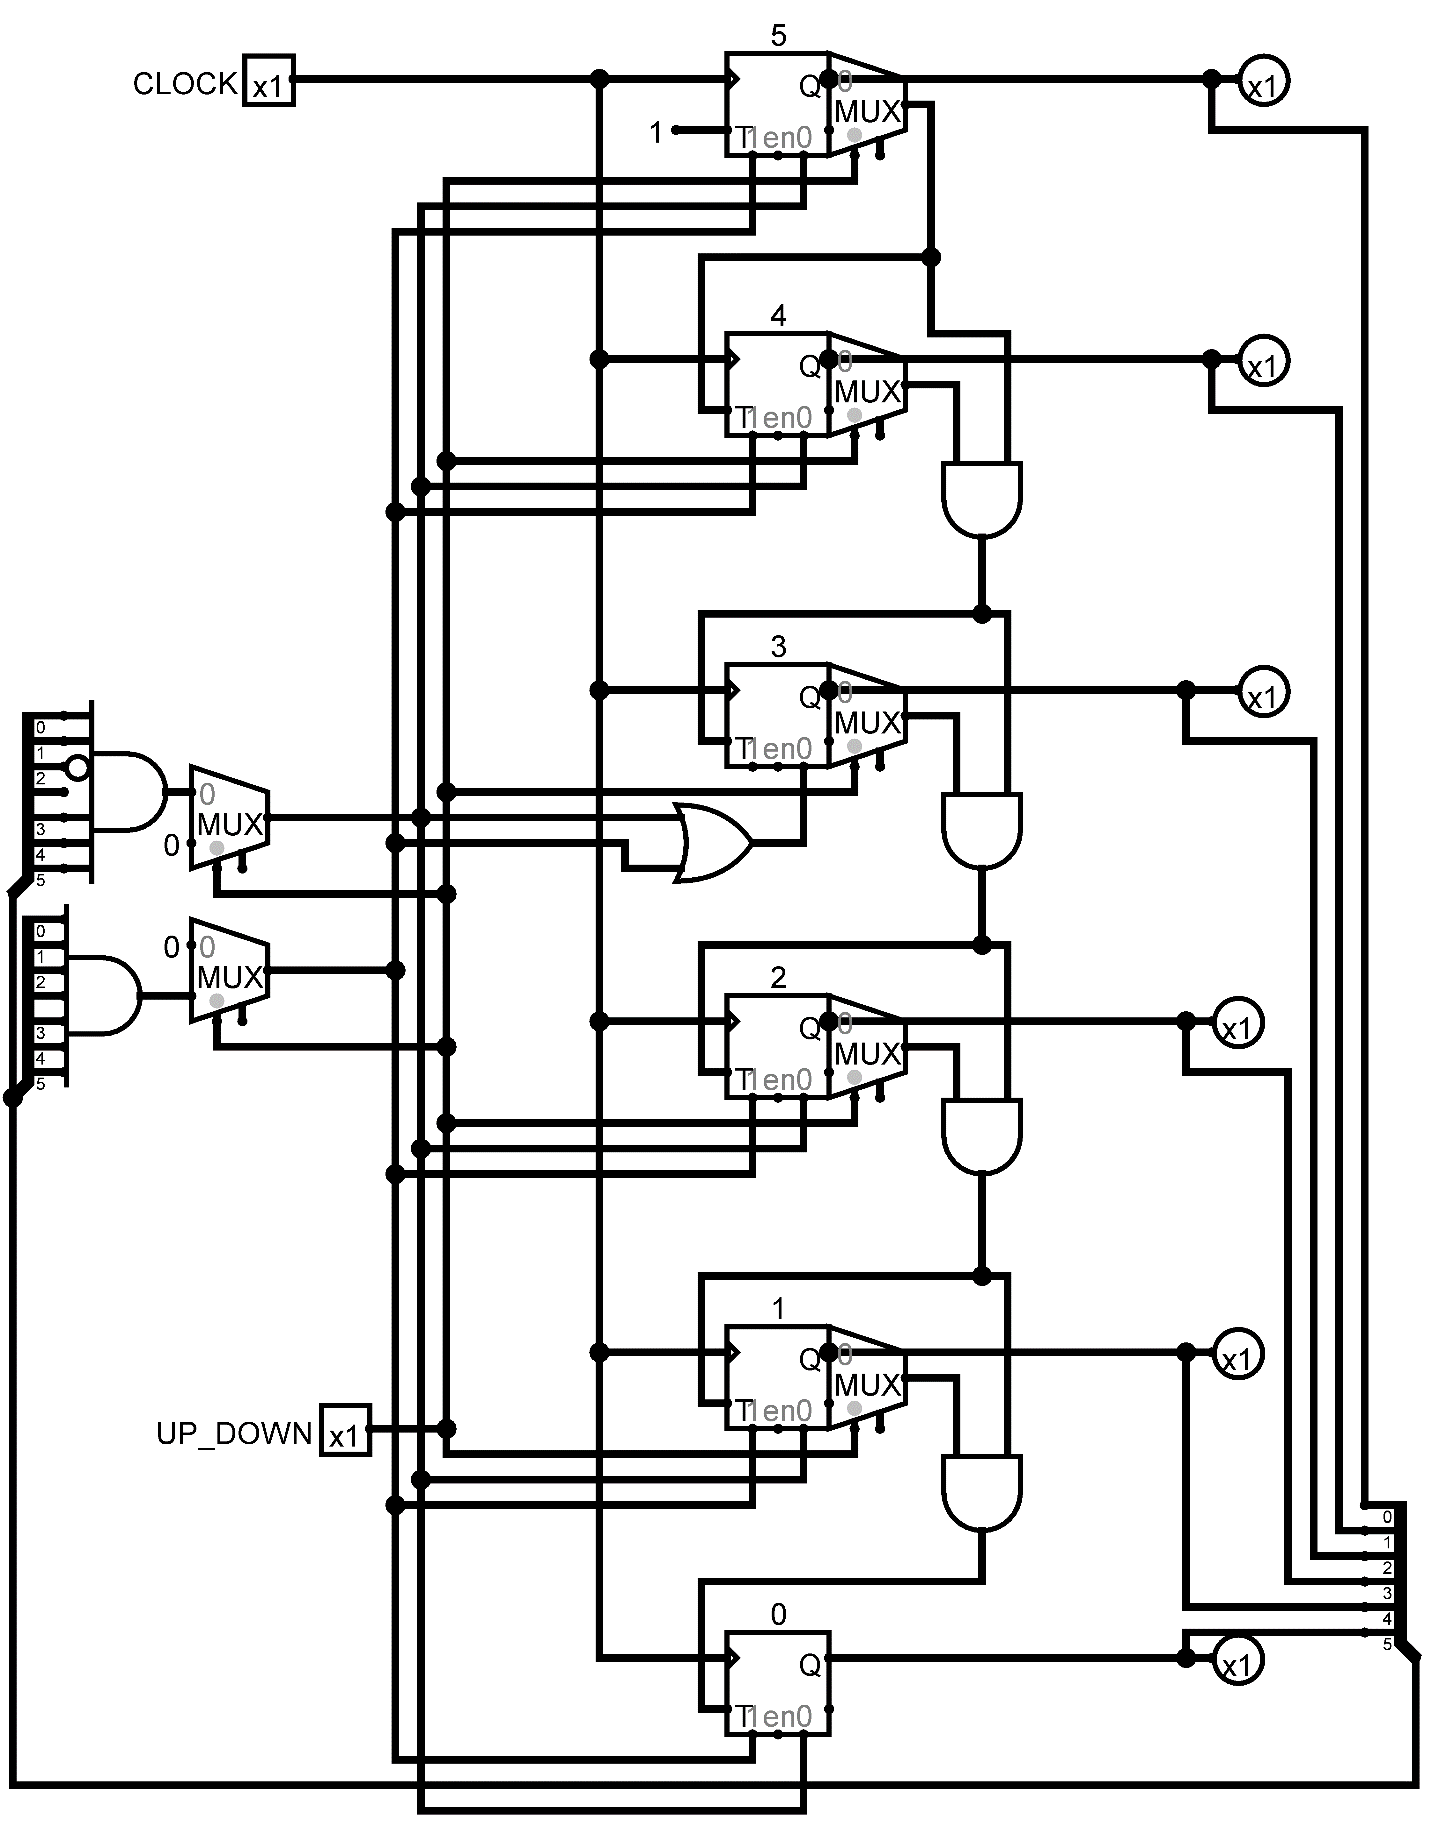 5
CLOCK x1
Q 0
x1
MUX
1
T 1 en 0
4
Q 0
x1
MUX
T 1 en 0
3
Q 0
x1
MUX
T 1 en 0
0
1
2
3
4
5
0
MUX
0
0
1
2
3
4
5
0 0
MUX
2
Q 0
x1
MUX
T 1 en 0
1
Q 0
x1
MUX
T 1 en 0
UP_DOWN x1
0
1
2
3
4
5
0
Q
x1
T 1 en 0